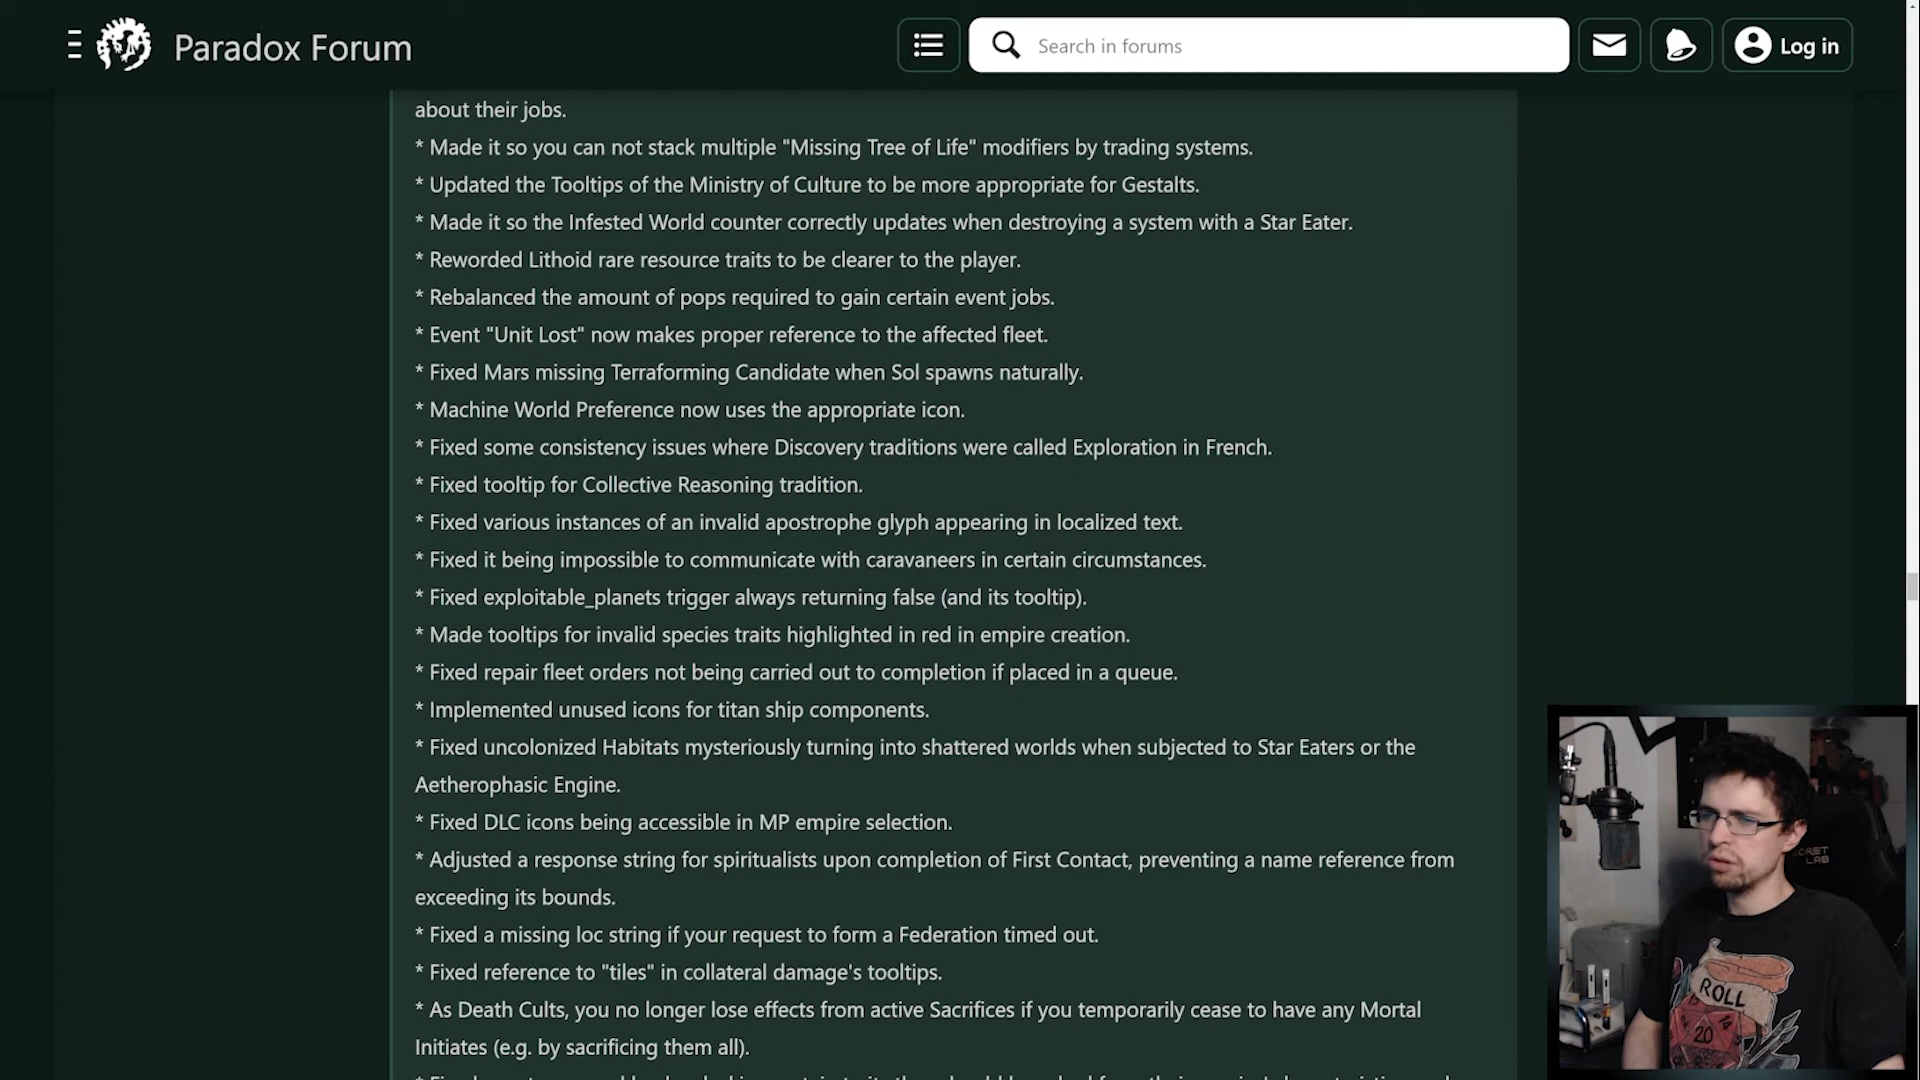 Paradox Forum
Search in forums
Log in
about their jobs.
* Made it so you can not stack multiple "Missing Tree of Life" modifiers by trading systems.
* Updated the Tooltips of the Ministry of Culture to be more appropriate for Gestalts.
* Made it so the Infested World counter correctly updates when destroying a system with a Star Eater.
* Reworded Lithoid rare resource traits to be clearer to the player.
* Rebalanced the amount of pops required to gain certain event jobs.
* Event "Unit Lost" now makes proper reference to the affected fleet.
* Fixed Mars missing Terraforming Candidate when Sol spawns naturally.
* Machine World Preference now uses the appropriate icon.
* Fixed some consistency issues where Discovery traditions were called Exploration in French.
* Fixed tooltip for Collective Reasoning tradition.
* Fixed various instances of an invalid apostrophe glyph appearing in localized text.
* Fixed it being impossible to communicate with caravaneers in certain circumstances.
* Fixed exploitable_planets trigger always returning false (and its tooltip).
* Made tooltips for invalid species traits highlighted in red in empire creation.
* Fixed repair fleet orders not being carried out to completion if placed in a queue.
* Implemented unused icons for titan ship components.
* Fixed uncolonized Habitats mysteriously turning into shattered worlds when subjected to Star Eaters or the
Aetherophasic Engine.
* Fixed DLC icons being accessible in MP empire selection.
* Adjusted a response string for spiritualists upon completion of First Contact, preventing a name reference from
exceeding its bounds.
* Fixed a missing loc string if your request to form a Federation timed out.
* Fixed reference to "tiles" in collateral damage's tooltips.
* As Death Cults, you no longer lose effects from active Sacrifices if you temporarily cease to have any Mortal
Initiates (e.g. by sacrificing them all).
LAB
ROLL
20